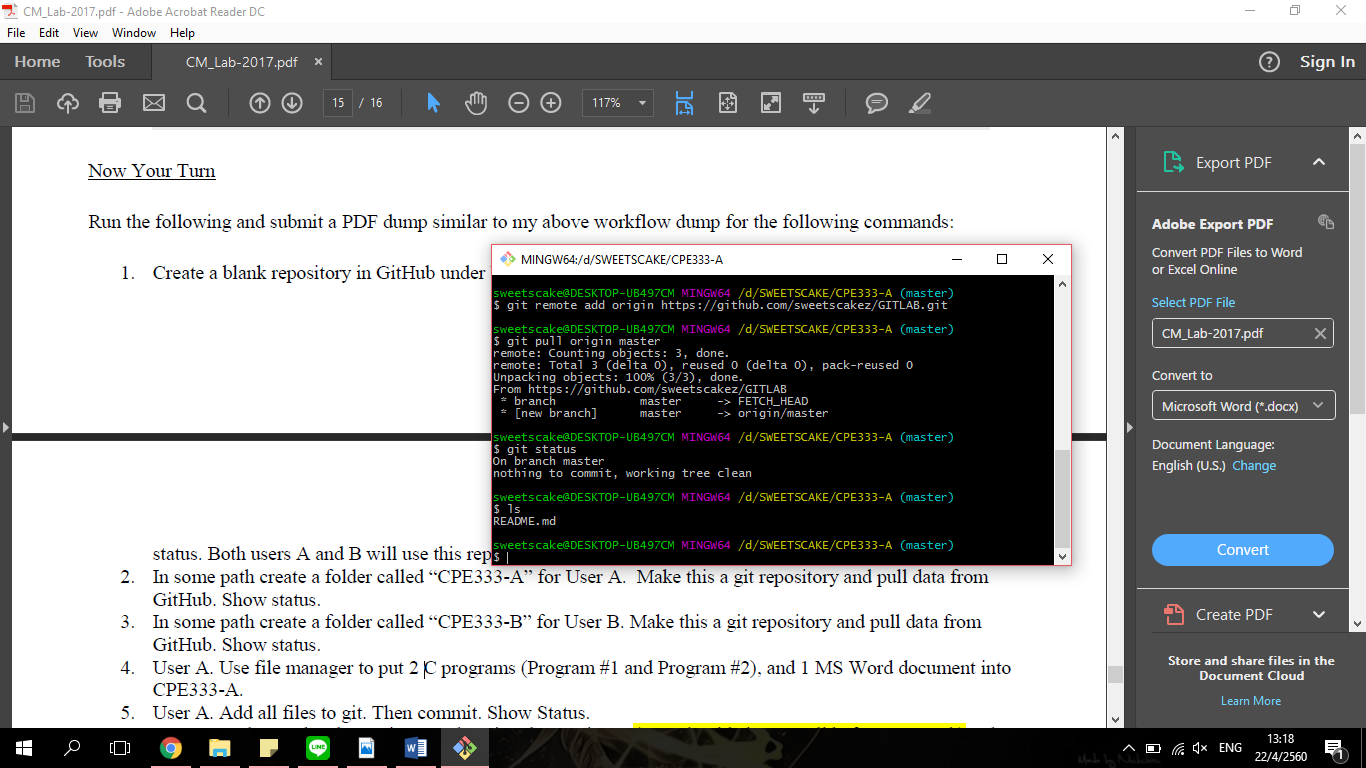 CM_Lab-2017.pdf - Adobe Acrobat Reader DC
File Edit View Window Help
Home Tools CM_Lab-2017.pdf × ? Sign In
15 / 16 117%
Now Your Turn
Run the following and submit a PDF dump similar to my above workflow dump for the following commands:
1. Create a blank repository in GitHub under
MINGW64:/d/SWEETSCAKE/CPE333-A
sweetscake@DESKTOP-UB497CM MINGW64 /d/SWEETSCAKE/CPE333-A (master)
$ git remote add origin https://github.com/sweetscakez/GITLAB.git
sweetscake@DESKTOP-UB497CM MINGW64 /d/SWEETSCAKE/CPE333-A (master)
$ git pull origin master
remote: Counting objects: 3, done.
remote: Total 3 (delta 0), reused 0 (delta 0), pack-reused 0
Unpacking objects: 100% (3/3), done.
From https://github.com/sweetscakez/GITLAB
* branch master -> FETCH_HEAD
* [new branch] master -> origin/master
sweetscake@DESKTOP-UB497CM MINGW64 /d/SWEETSCAKE/CPE333-A (master)
$ git status
On branch master
nothing to commit, working tree clean
sweetscake@DESKTOP-UB497CM MINGW64 /d/SWEETSCAKE/CPE333-A (master)
$ ls
README.md
sweetscake@DESKTOP-UB497CM MINGW64 /d/SWEETSCAKE/CPE333-A (master)
$
status. Both users A and B will use this rep
2. In some path create a folder called “CPE333-A” for User A. Make this a git repository and pull data from
GitHub. Show status.
3. In some path create a folder called “CPE333-B” for User B. Make this a git repository and pull data from
GitHub. Show status.
4. User A. Use file manager to put 2 C programs (Program #1 and Program #2), and 1 MS Word document into
CPE333-A.
5. User A. Add all files to git. Then commit. Show Status.
Export PDF
Adobe Export PDF
Convert PDF Files to Word
or Excel Online
Select PDF File
CM_Lab-2017.pdf
Convert to
Microsoft Word (*.docx)
Document Language:
English (U.S.) Change
Convert
Create PDF
Store and share files in the
Document Cloud
Learn More
ENG
13:18
22/4/2560
1